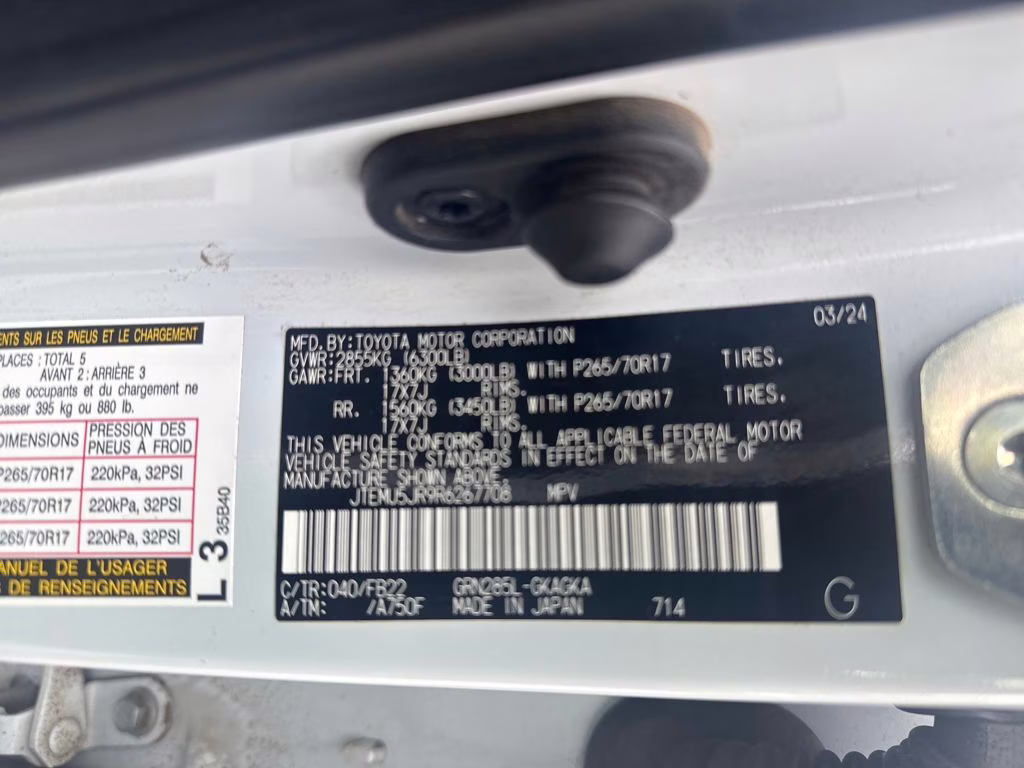 ENTS SUR LES PNEUS ET LE CHARGEMENT
PLACES : TOTAL 5
AVANT 2 : ARRIÈRE 3
des occupants et du chargement ne
passer 395 kg ou 880 lb.
DIMENSIONS PRESSION DES PNEUS À FROID
P265/70R17 220kPa, 32PSI
P265/70R17 220kPa, 32PSI
265/70R17 220kPa, 32PSI
ANUEL DE L'USAGER
S DE RENSEIGNEMENTS
L 3 35B40
03/24
MFD. BY: TOYOTA MOTOR CORPORATION
GVWR: 2855KG (6300LB)
GAWR: FRT. 1360KG (3000LB) WITH P265/70R17 TIRES.
17X7J RIMS.
RR. 1560KG (3450LB) WITH P265/70R17 TIRES.
17X7J RIMS.
THIS VEHICLE CONFORMS TO ALL APPLICABLE FEDERAL MOTOR
VEHICLE SAFETY STANDARDS IN EFFECT ON THE DATE OF
MANUFACTURE SHOWN ABOVE.
JTEMU5JR9R6267708 MPV
C/TR: 040/FB22 GRN285L-GKAGKA
A/TM: /A750F MADE IN JAPAN 714 G